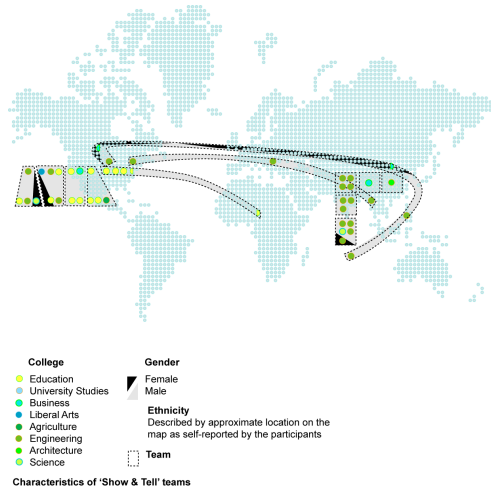 College
Education
University Studies
Business
Liberal Arts
Agriculture
Engineering
Architecture
Science
Gender
Female
Male
Ethnicity
Described by approximate location on the
map as self-reported by the participants
Team
Characteristics of ‘Show & Tell’ teams